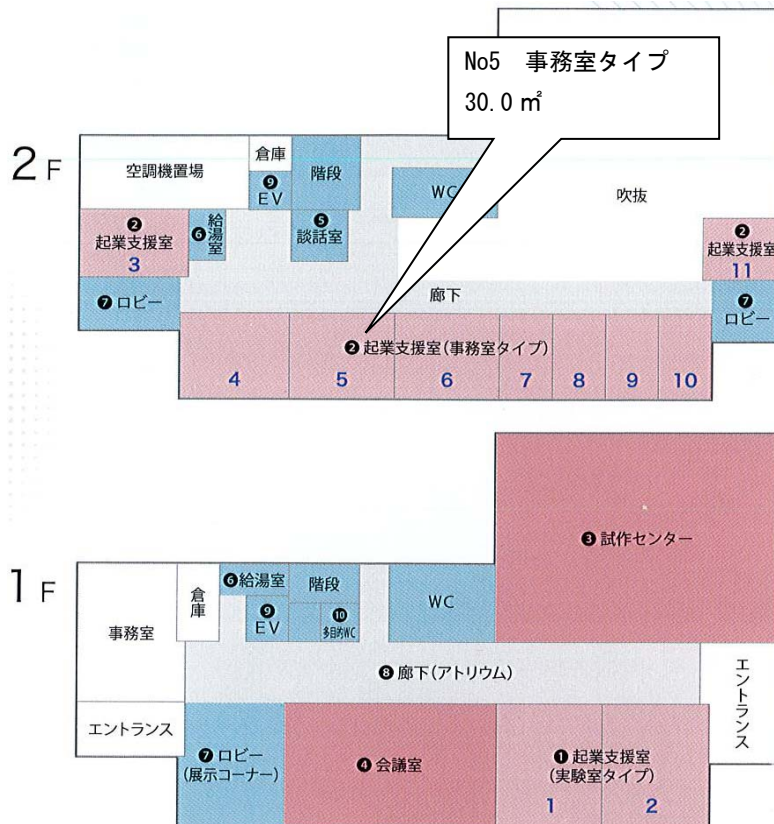 No5 事務室タイプ
30.0 ㎡
2 F
空調機置場
倉庫
❾
EV
階段
WC
吹抜
❷
起業支援室
3
❻ 給湯室
❺
談話室
❷
起業支援室
11
❼ ロビー
廊下
❼
ロビー
❷ 起業支援室(事務室タイプ)
4
5
6
7
8
9
10
❸ 試作センター
1 F
事務室
倉庫
❻給湯室
❾
EV
階段
❿
多目的WC
WC
❽ 廊下(アトリウム)
エントランス
エントランス
❼ ロビー
(展示コーナー)
❹ 会議室
❶ 起業支援室
(実験室タイプ)
1
2